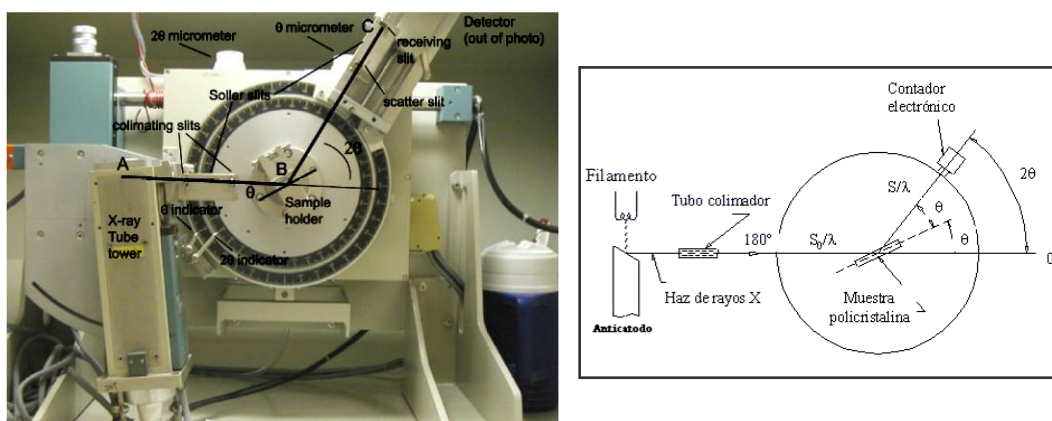 Detector
(out of photo)
θ micrometer
C
receiving
slit
2θ micrometer
scatter slit
Soller slits
colimating slits
2θ
A
B
θ
Sample
holder
θ indicator
X-ray
Tube
tower
2θ indicator
Contador
electrónico
Filamento
2θ
S/λ
θ
Tubo colimador
180°
S₀/λ
θ
0
Haz de rayos X
Muestra
policristalina
Anticatodo